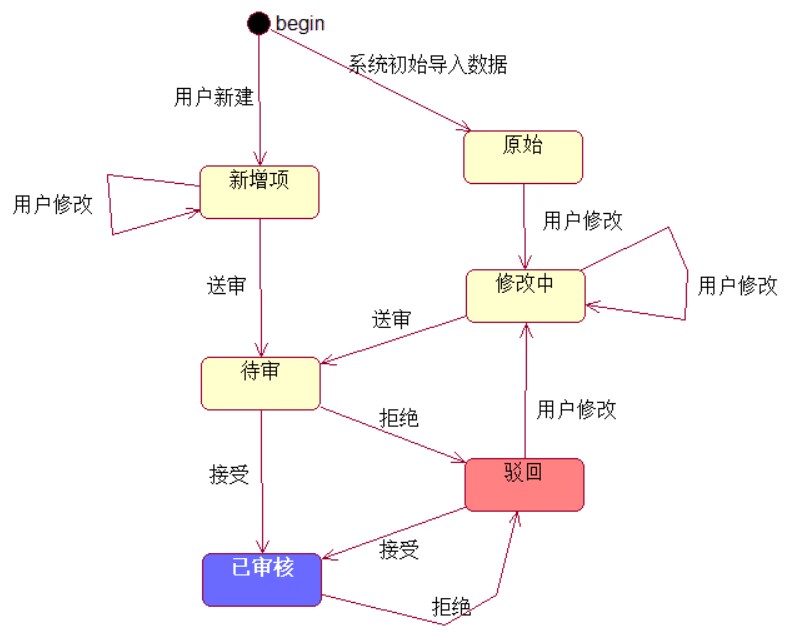 begin
系统初始导入数据
用户新建
原始
新增项
用户修改
用户修改
修改中
送审
用户修改
送审
待审
拒绝
用户修改
接受
驳回
接受
已审核
拒绝